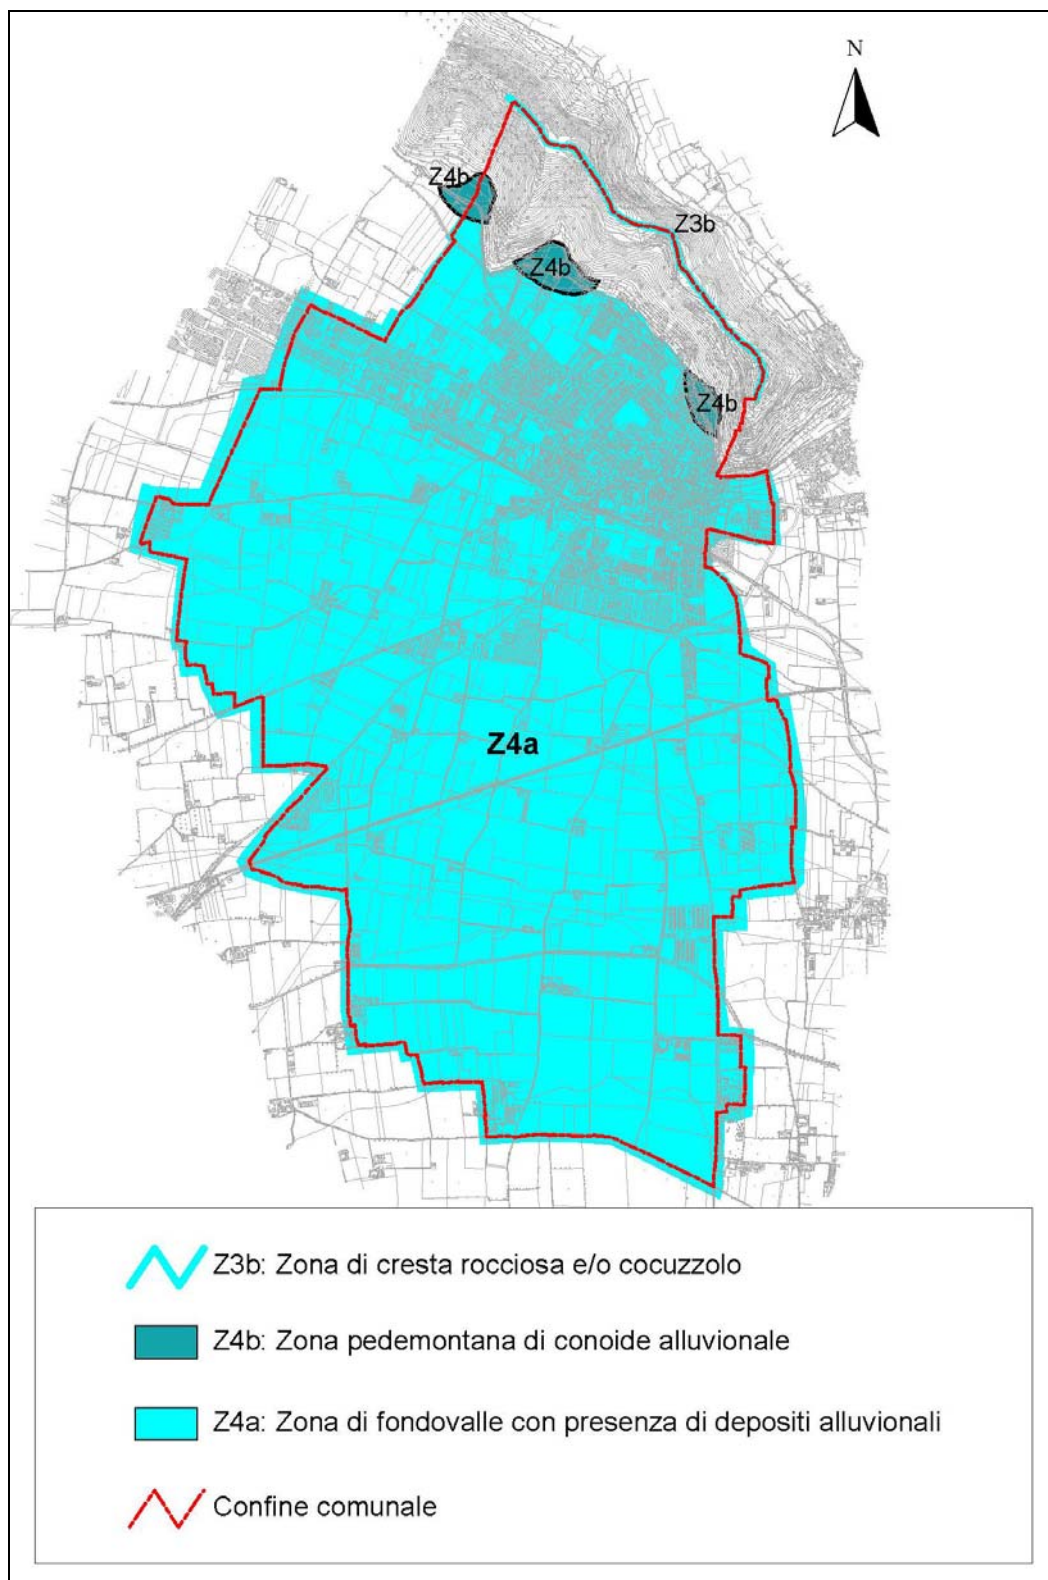 N
Z4b
Z3b
Z4b
Z4b
Z4a
Z3b: Zona di cresta rocciosa e/o cocuzzolo
Z4b: Zona pedemontana di conoide alluvionale
Z4a: Zona di fondovalle con presenza di depositi alluvionali
Confine comunale